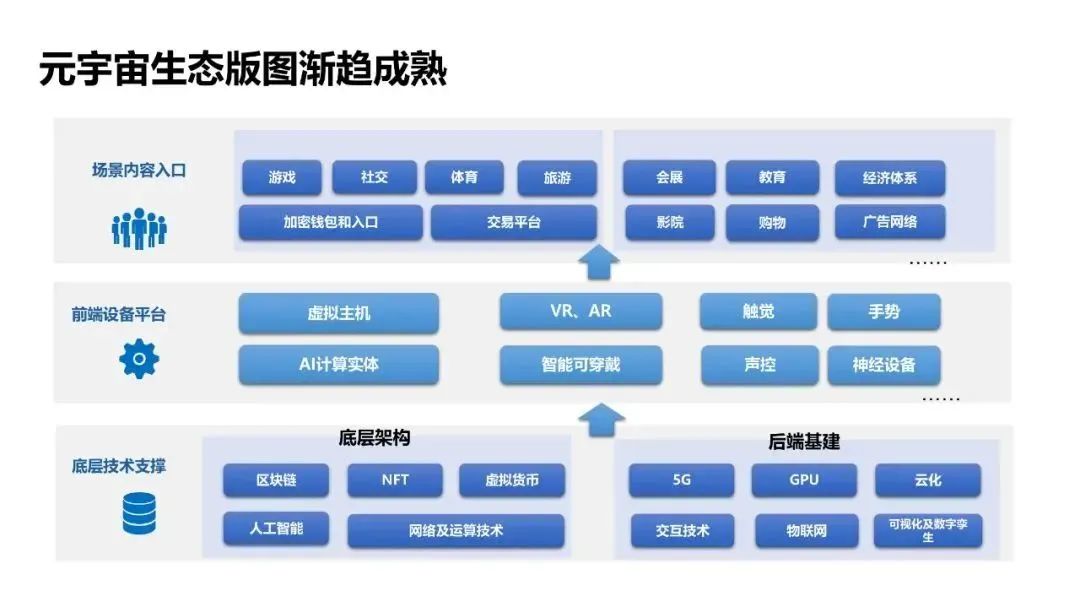 元宇宙生态版图渐趋成熟
场景内容入口
游戏
社交
体育
旅游
加密钱包和入口
交易平台
会展
教育
经济体系
影院
购物
广告网络
......
前端设备平台
虚拟主机
VR、AR
触觉
手势
AI计算实体
智能可穿戴
声控
神经设备
......
底层技术支撑
底层架构
区块链
NFT
虚拟货币
人工智能
网络及运算技术
后端基建
5G
GPU
云化
交互技术
物联网
可视化及数字孪
生